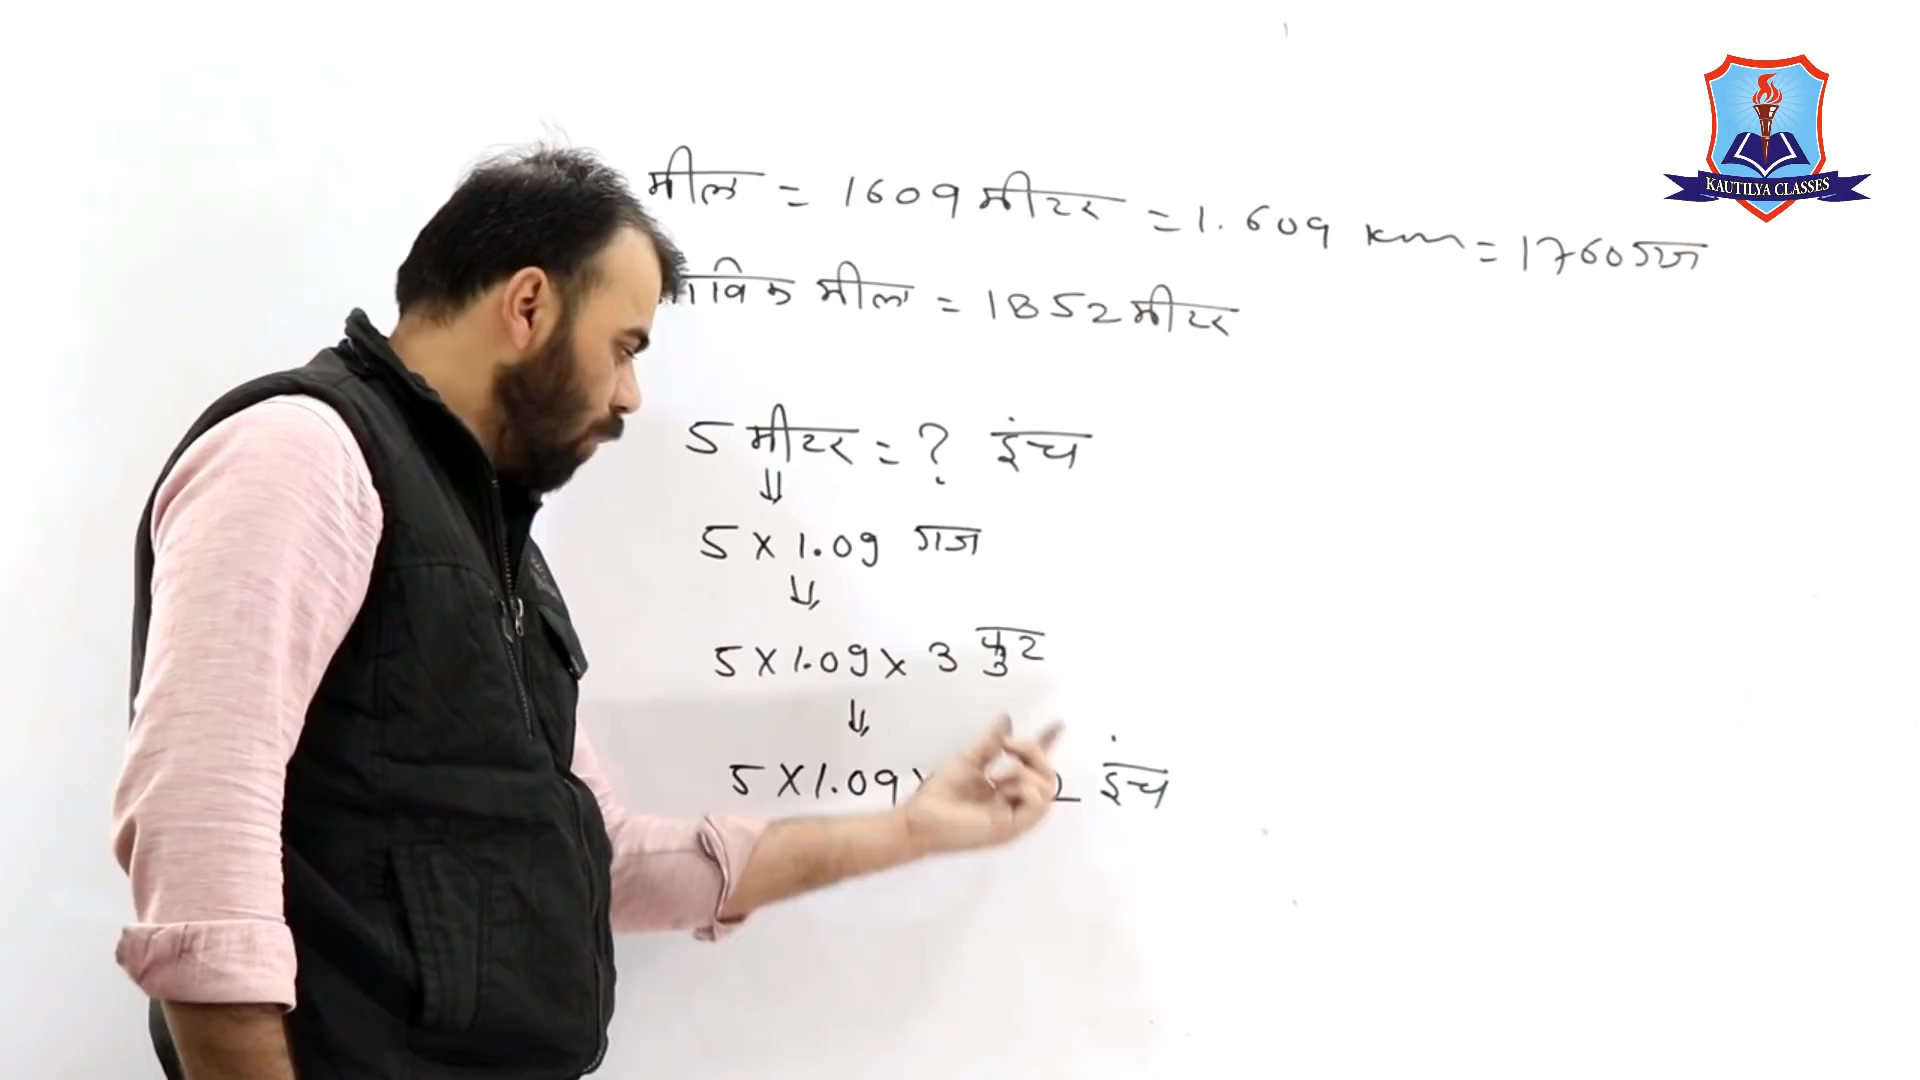 मील = 1609 मीटर = 1.609 km = 1760 गज
KAUTILYA CLASSES
विक मील = 1852 मीटर
5 मीटर = ? इंच
5 x 1.09 गज
5 x 1.09 x 3 फुट
5 x 1.09 x 2 इंच